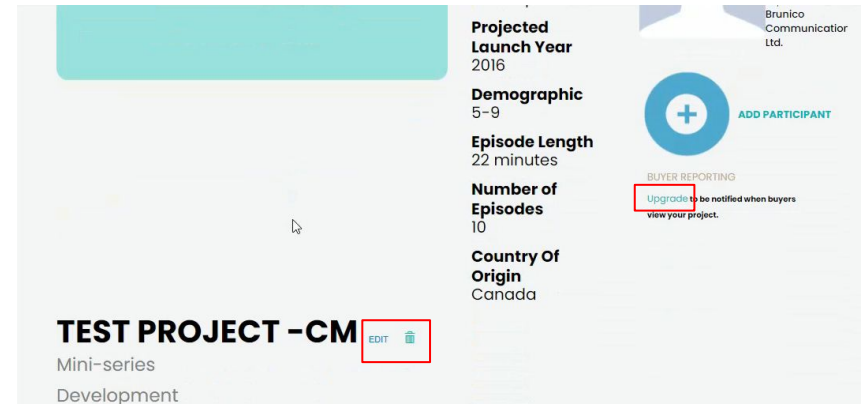 Projected
Launch Year
2016
Demographic
5-9
Episode Length
22 minutes
Number of
Episodes
10
Country Of
Origin
Canada
Brunico
Communication
Ltd.
ADD PARTICIPANT
BUYER REPORTING
Upgrade to be notified when buyers
view your project.
TEST PROJECT -CM EDIT
Mini-series
Development